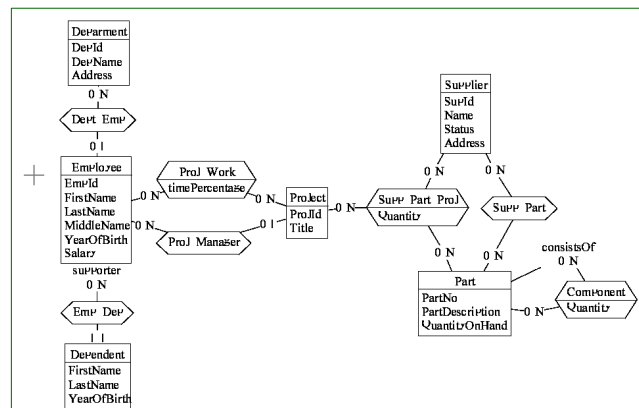 Deparment
DepId
DepName
Address
0 N
Dept Emp
0 1
Employee
EmpId
FirstName
LastName
MiddleName
YearOfBirth
Salary
supporter
0 N
Emp Dep
1 1
Dependent
FirstName
LastName
YearOfBirth
Proj Work
timePercentage
0 N
0 N
0 N
Proj Manager
0 1
Project
ProjId
Title
0 N
Supp Part Proj
Quantity
Supplier
SupId
Name
Status
Address
0 N
0 N
Supp Part
0 N
0 N
Part
PartNo
PartDescription
QuantityOnHand
consistsOf
0 N
0 N
Component
Quantity